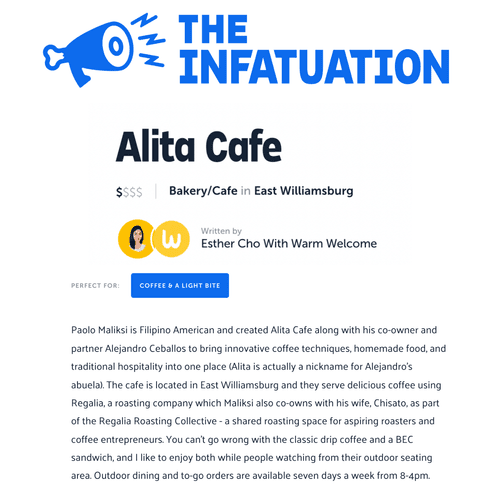 THE
INFATUATION
Alita Cafe
$$$$ Bakery/Cafe in East Williamsburg
Written by
Esther Cho With Warm Welcome
PERFECT FOR: COFFEE & A LIGHT BITE
Paolo Maliksi is Filipino American and created Alita Cafe along with his co-owner and
partner Alejandro Ceballos to bring innovative coffee techniques, homemade food, and
traditional hospitality into one place (Alita is actually a nickname for Alejandro's
abuela). The cafe is located in East Williamsburg and they serve delicious coffee using
Regalia, a roasting company which Maliksi also co-owns with his wife, Chisato, as part
of the Regalia Roasting Collective - a shared roasting space for aspiring roasters and
coffee entrepreneurs. You can't go wrong with the classic drip coffee and a BEC
sandwich, and I like to enjoy both while people watching from their outdoor seating
area. Outdoor dining and to-go orders are available seven days a week from 8-4pm.